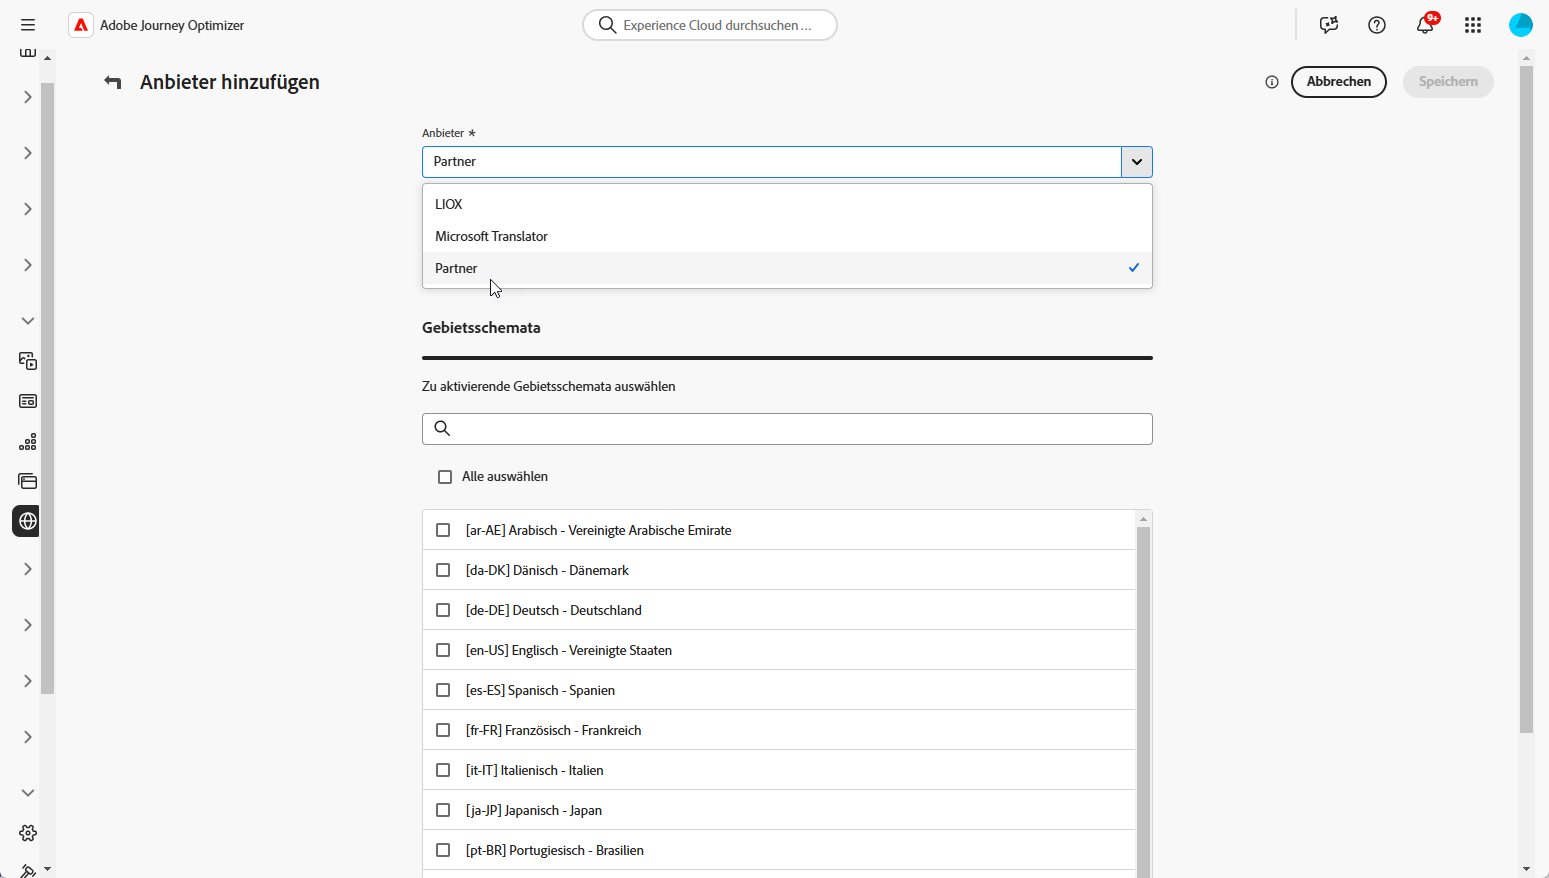 Adobe Journey Optimizer
Experience Cloud durchsuchen ...
9+
Anbieter hinzufügen
Abbrechen
Speichern
Anbieter *
Partner
LIOX
Microsoft Translator
Partner
Gebietsschemata
Zu aktivierende Gebietsschemata auswählen
Alle auswählen
[ar-AE] Arabisch - Vereinigte Arabische Emirate
[da-DK] Dänisch - Dänemark
[de-DE] Deutsch - Deutschland
[en-US] Englisch - Vereinigte Staaten
[es-ES] Spanisch - Spanien
[fr-FR] Französisch - Frankreich
[it-IT] Italienisch - Italien
[ja-JP] Japanisch - Japan
[pt-BR] Portugiesisch - Brasilien